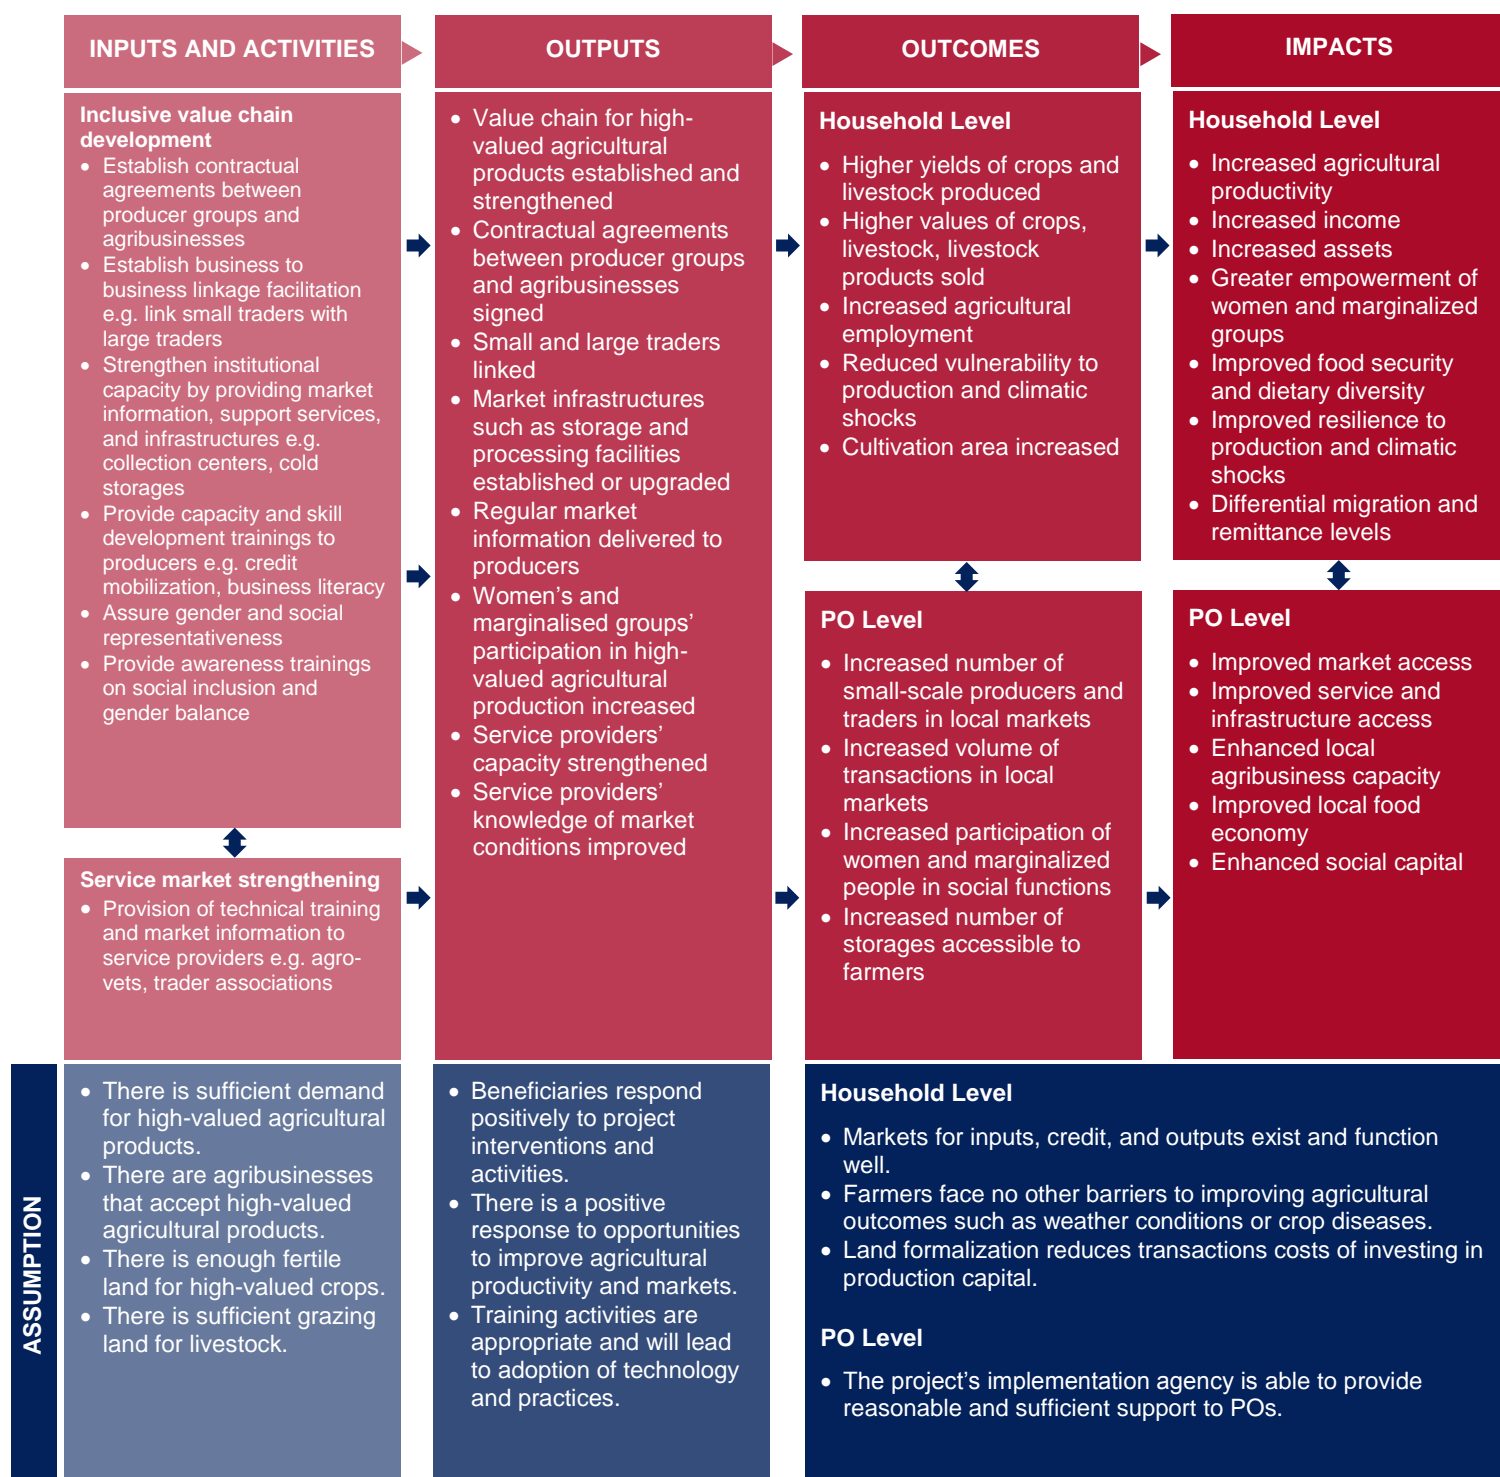 INPUTS AND ACTIVITIES
OUTPUTS
OUTCOMES
IMPACTS
Inclusive value chain
development
• Establish contractual
agreements between
producer groups and
agribusinesses
• Establish business to
business linkage facilitation
e.g. link small traders with
large traders
• Strengthen institutional
capacity by providing market
information, support services,
and infrastructures e.g.
collection centers, cold
storages
• Provide capacity and skill
development trainings to
producers e.g. credit
mobilization, business literacy
• Assure gender and social
representativeness
• Provide awareness trainings
on social inclusion and
gender balance
Service market strengthening
• Provision of technical training
and market information to
service providers e.g. agro-
vets, trader associations
• Value chain for high-
valued agricultural
products established and
strengthened
• Contractual agreements
between producer groups
and agribusinesses
signed
• Small and large traders
linked
• Market infrastructures
such as storage and
processing facilities
established or upgraded
• Regular market
information delivered to
producers
• Women’s and
marginalised groups’
participation in high-
valued agricultural
production increased
• Service providers’
capacity strengthened
• Service providers’
knowledge of market
conditions improved
Household Level
• Higher yields of crops and
livestock produced
• Higher values of crops,
livestock, livestock
products sold
• Increased agricultural
employment
• Reduced vulnerability to
production and climatic
shocks
• Cultivation area increased
PO Level
• Increased number of
small-scale producers and
traders in local markets
• Increased volume of
transactions in local
markets
• Increased participation of
women and marginalized
people in social functions
• Increased number of
storages accessible to
farmers
Household Level
• Increased agricultural
productivity
• Increased income
• Increased assets
• Greater empowerment of
women and marginalized
groups
• Improved food security
and dietary diversity
• Improved resilience to
production and climatic
shocks
• Differential migration and
remittance levels
PO Level
• Improved market access
• Improved service and
infrastructure access
• Enhanced local
agribusiness capacity
• Improved local food
economy
• Enhanced social capital
ASSUMPTION
• There is sufficient demand
for high-valued agricultural
products.
• There are agribusinesses
that accept high-valued
agricultural products.
• There is enough fertile
land for high-valued crops.
• There is sufficient grazing
land for livestock.
• Beneficiaries respond
positively to project
interventions and
activities.
• There is a positive
response to opportunities
to improve agricultural
productivity and markets.
• Training activities are
appropriate and will lead
to adoption of technology
and practices.
Household Level
• Markets for inputs, credit, and outputs exist and function
well.
• Farmers face no other barriers to improving agricultural
outcomes such as weather conditions or crop diseases.
• Land formalization reduces transactions costs of investing in
production capital.
PO Level
• The project’s implementation agency is able to provide
reasonable and sufficient support to POs.